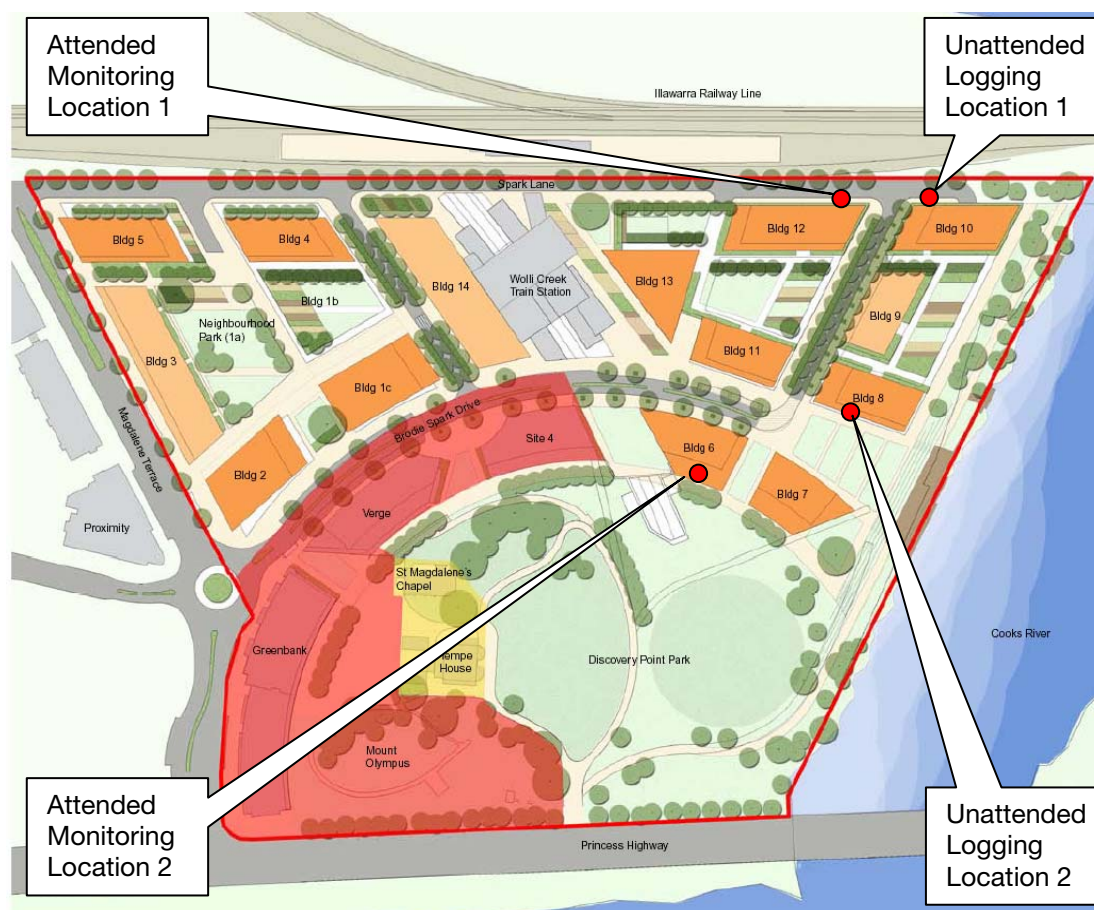 Attended
Monitoring
Location 1
Unattended
Logging
Location 1
Illawarra Railway Line
Spark Lane
Bldg 5
Bldg 4
Bldg 12
Bldg 10
Bldg 14
Wolli Creek
Train Station
Bldg 13
Bldg 1b
Neighbourhood
Park (1a)
Bldg 9
Bldg 3
Bldg 11
Bldg 1c
Bldg 8
Magdalene Terrace
Brodie Spark Drive
Site 4
Bldg 6
Bldg 2
Bldg 7
Verge
Proximity
St Magdalene's
Chapel
Cooks River
Greenbank
Tempe
House
Discovery Point Park
Mount
Olympus
Attended
Monitoring
Location 2
Unattended
Logging
Location 2
Princess Highway